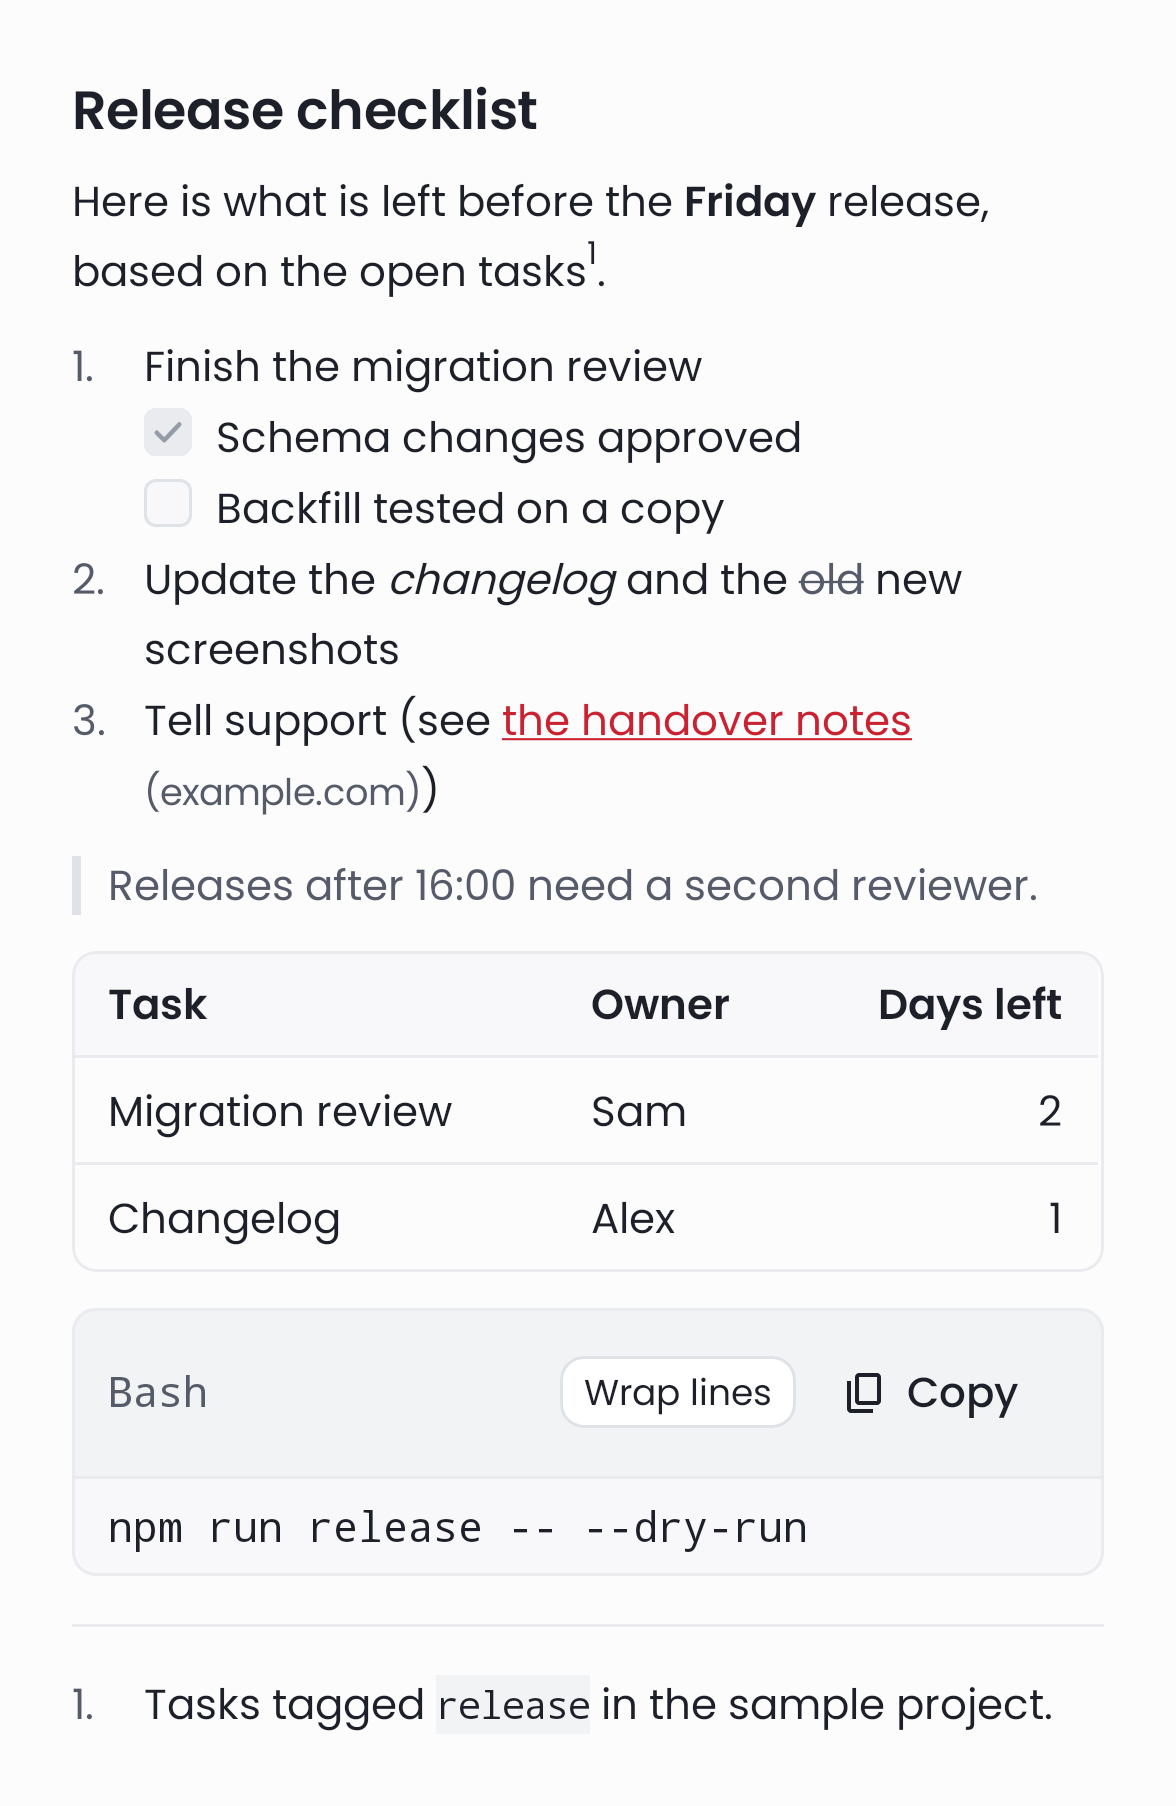 Release checklist
Here is what is left before the Friday release,
based on the open tasks¹.
1. Finish the migration review
Schema changes approved
Backfill tested on a copy
2. Update the changelog and the old new
screenshots
3. Tell support (see the handover notes
(example.com))
Releases after 16:00 need a second reviewer.
Task Owner Days left
Migration review Sam 2
Changelog Alex 1
Bash Wrap lines Copy
npm run release -- --dry-run
1. Tasks tagged release in the sample project.